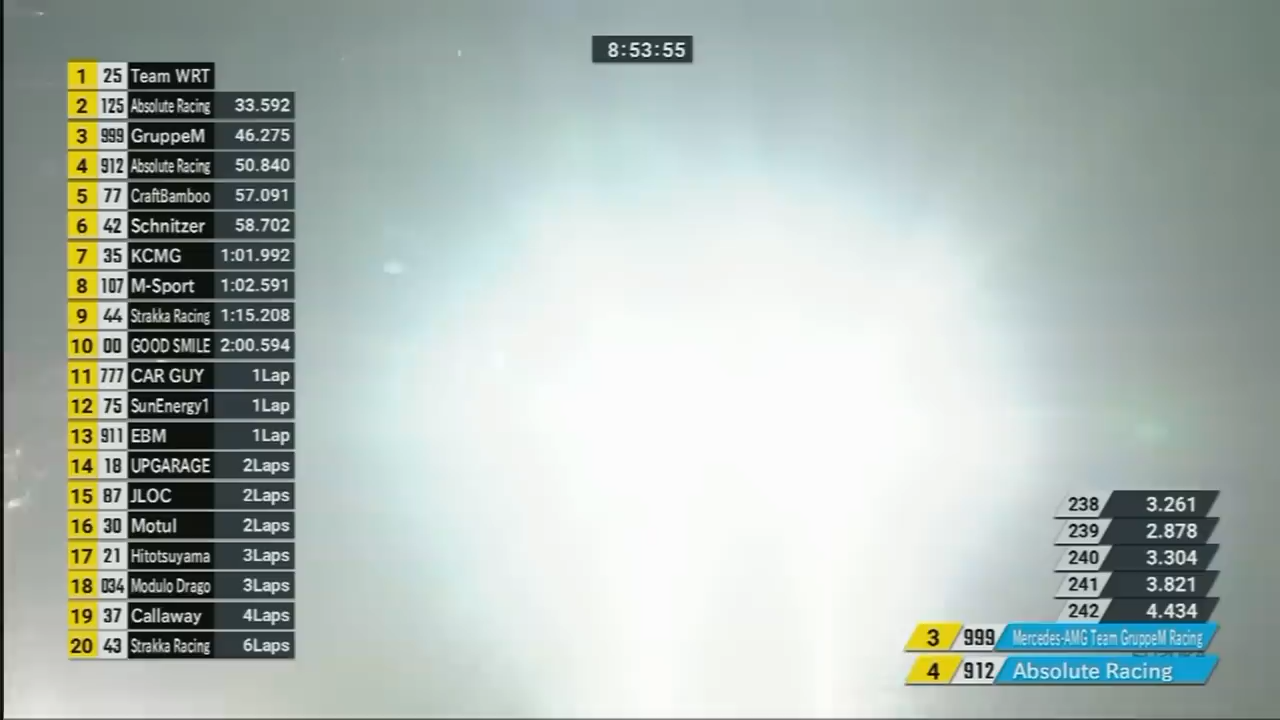 8:53:55
1 25 Team WRT
2 125 Absolute Racing 33.592
3 999 GruppeM 46.275
4 912 Absolute Racing 50.840
5 77 CraftBamboo 57.091
6 42 Schnitzer 58.702
7 35 KCMG 1:01.992
8 107 M-Sport 1:02.591
9 44 Strakka Racing 1:15.208
10 00 GOOD SMILE 2:00.594
11 777 CAR GUY 1Lap
12 75 SunEnergy1 1Lap
13 911 EBM 1Lap
14 18 UPGARAGE 2Laps
15 87 JLOC 2Laps
16 30 Motul 2Laps
17 21 Hitotsuyama 3Laps
18 034 Modulo Drago 3Laps
19 37 Callaway 4Laps
20 43 Strakka Racing 6Laps
238 3.261
239 2.878
240 3.304
241 3.821
242 4.434
3 999 Mercedes-AMG Team GruppeM Racing
4 912 Absolute Racing